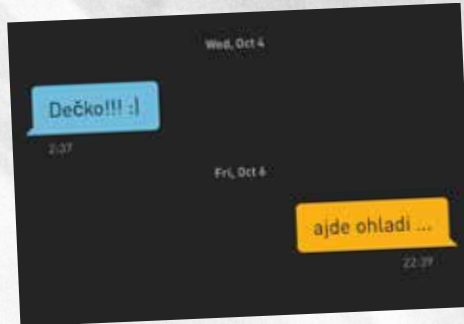 Wed, Oct 4
Dečko!!! :)
2:37
Fri, Oct 6
ajde ohladi ...
22:39